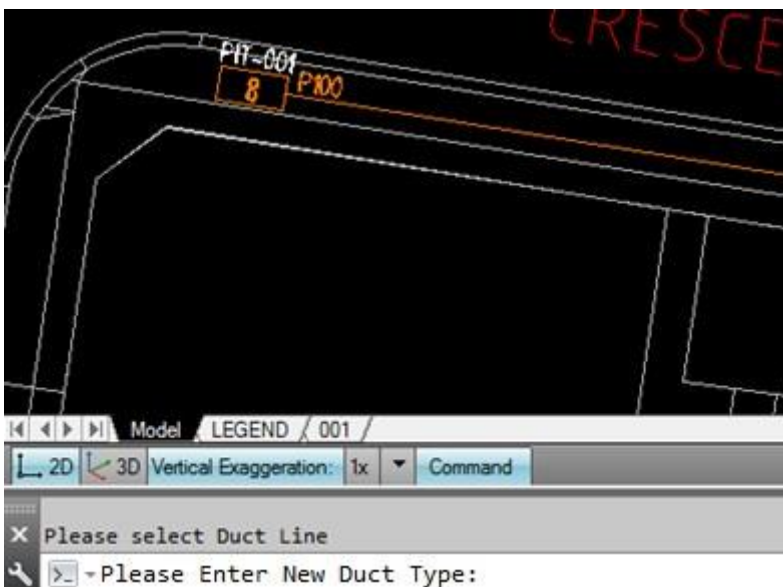 CRESCE
PIT-001
8 P100
Model LEGEND 001
2D 3D Vertical Exaggeration: 1x Command
Please select Duct Line
Please Enter New Duct Type: